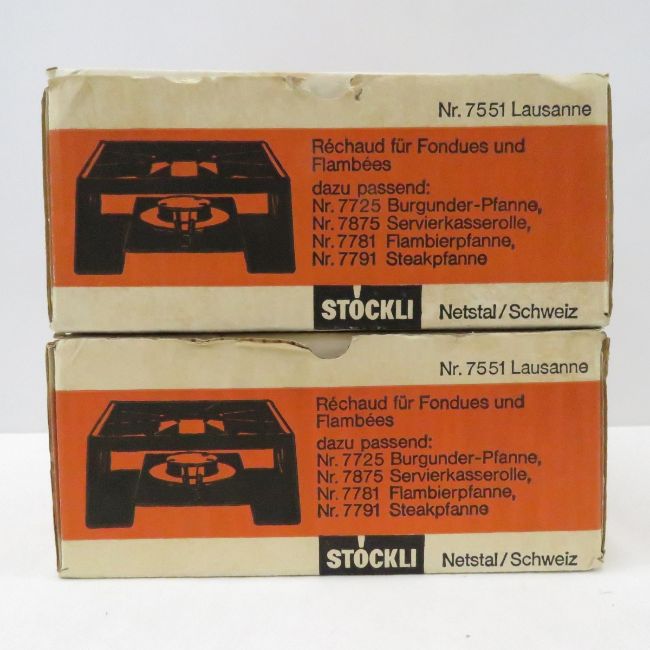 Nr. 7551 Lausanne
Réchaud für Fondues und
Flambées
dazu passend:
Nr. 7725 Burgunder-Pfanne,
Nr. 7875 Servierkasserolle,
Nr. 7781 Flambierpfanne,
Nr. 7791 Steakpfanne
STÖCKLI
Netstal/Schweiz
Nr. 7551 Lausanne
Réchaud für Fondues und
Flambées
dazu passend:
Nr. 7725 Burgunder-Pfanne,
Nr. 7875 Servierkasserolle,
Nr. 7781 Flambierpfanne,
Nr. 7791 Steakpfanne
STÖCKLI
Netstal/Schweiz